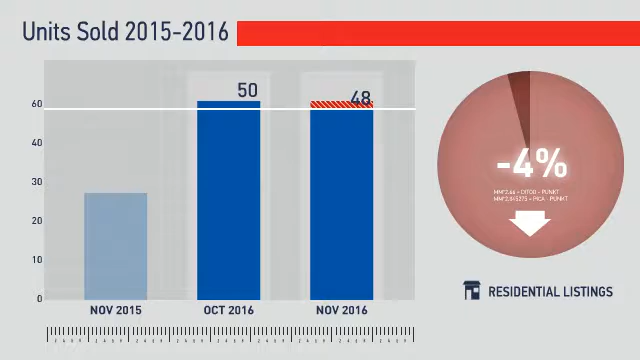 Units Sold 2015-2016
50
48
60
40
30
20
10
0
NOV 2015
OCT 2016
NOV 2016
-4%
RESIDENTIAL LISTINGS